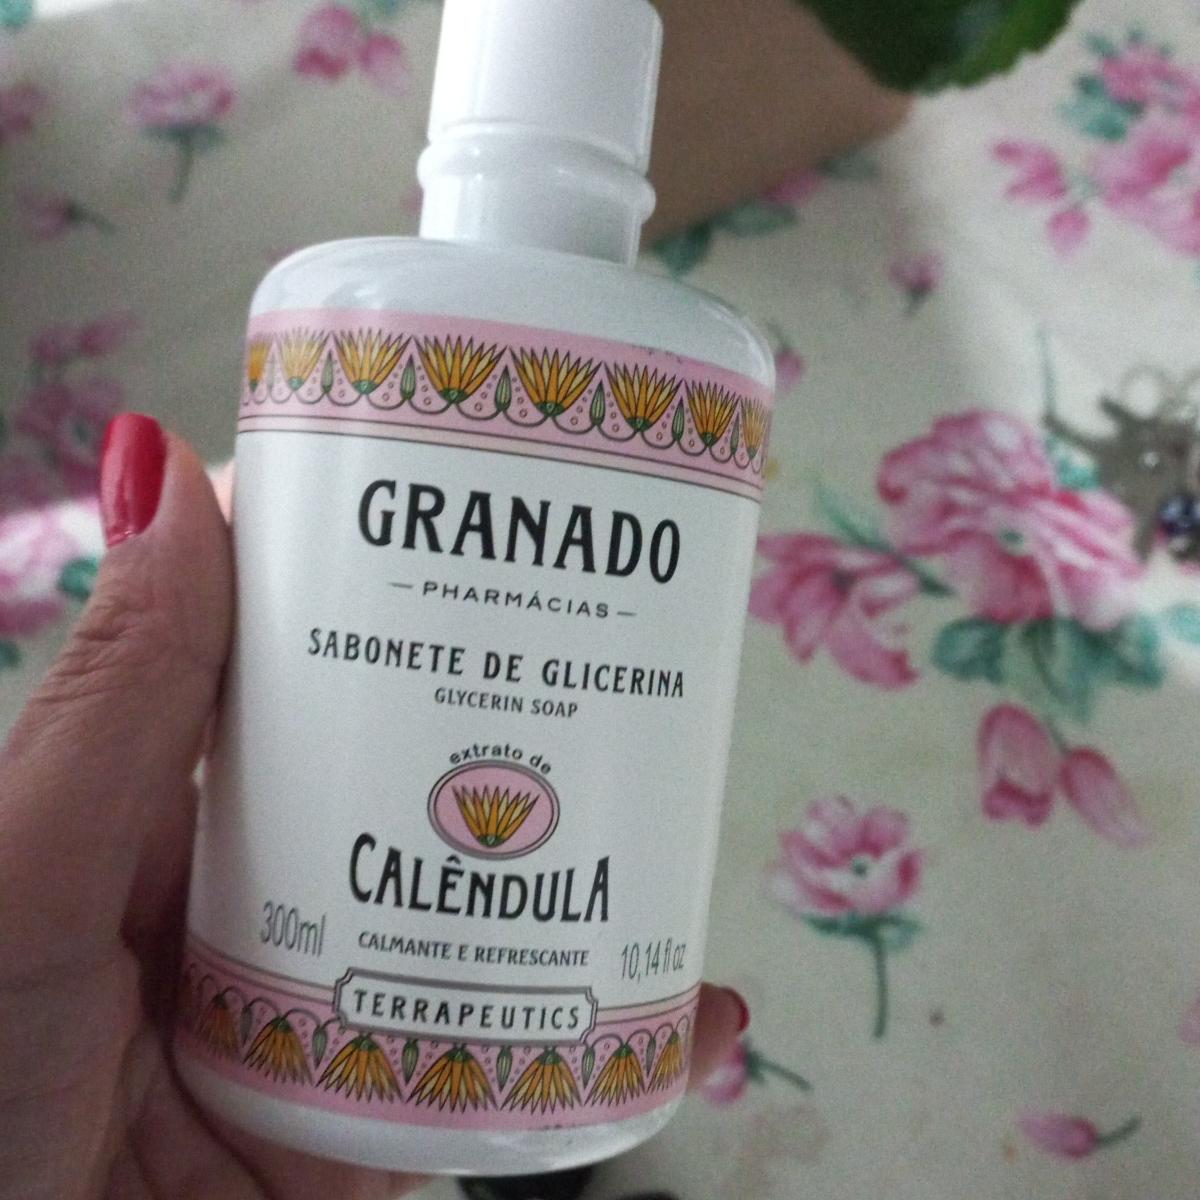 GRANADO
— PHARMÁCIAS —
SABONETE DE GLICERINA
GLYCERIN SOAP
extrato de
CALÊNDULA
300ml
CALMANTE E REFRESCANTE
10,14 fl oz
TERRAPEUTICS